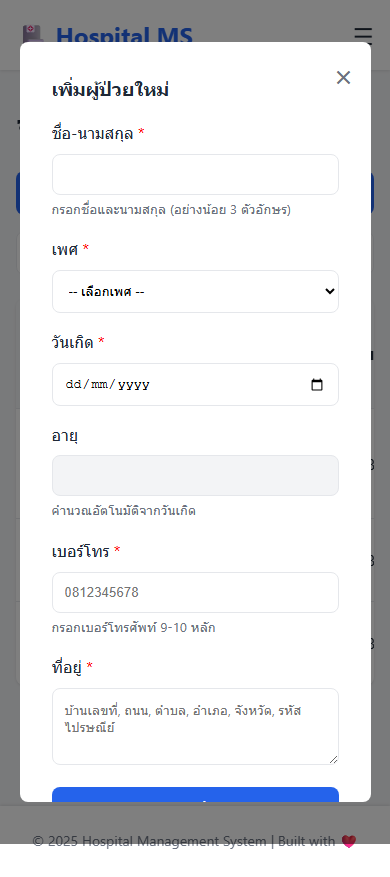 Hospital MS
☰
×
เพิ่มผู้ป่วยใหม่
ชื่อ-นามสกุล *
กรอกชื่อและนามสกุล (อย่างน้อย 3 ตัวอักษร)
เพศ *
-- เลือกเพศ --
วันเกิด *
dd/mm/yyyy
อายุ
คำนวณอัตโนมัติจากวันเกิด
เบอร์โทร *
0812345678
กรอกเบอร์โทรศัพท์ 9-10 หลัก
ที่อยู่ *
บ้านเลขที่, ถนน, ตำบล, อำเภอ, จังหวัด, รหัส
ไปรษณีย์
© 2025 Hospital Management System | Built with ❤️